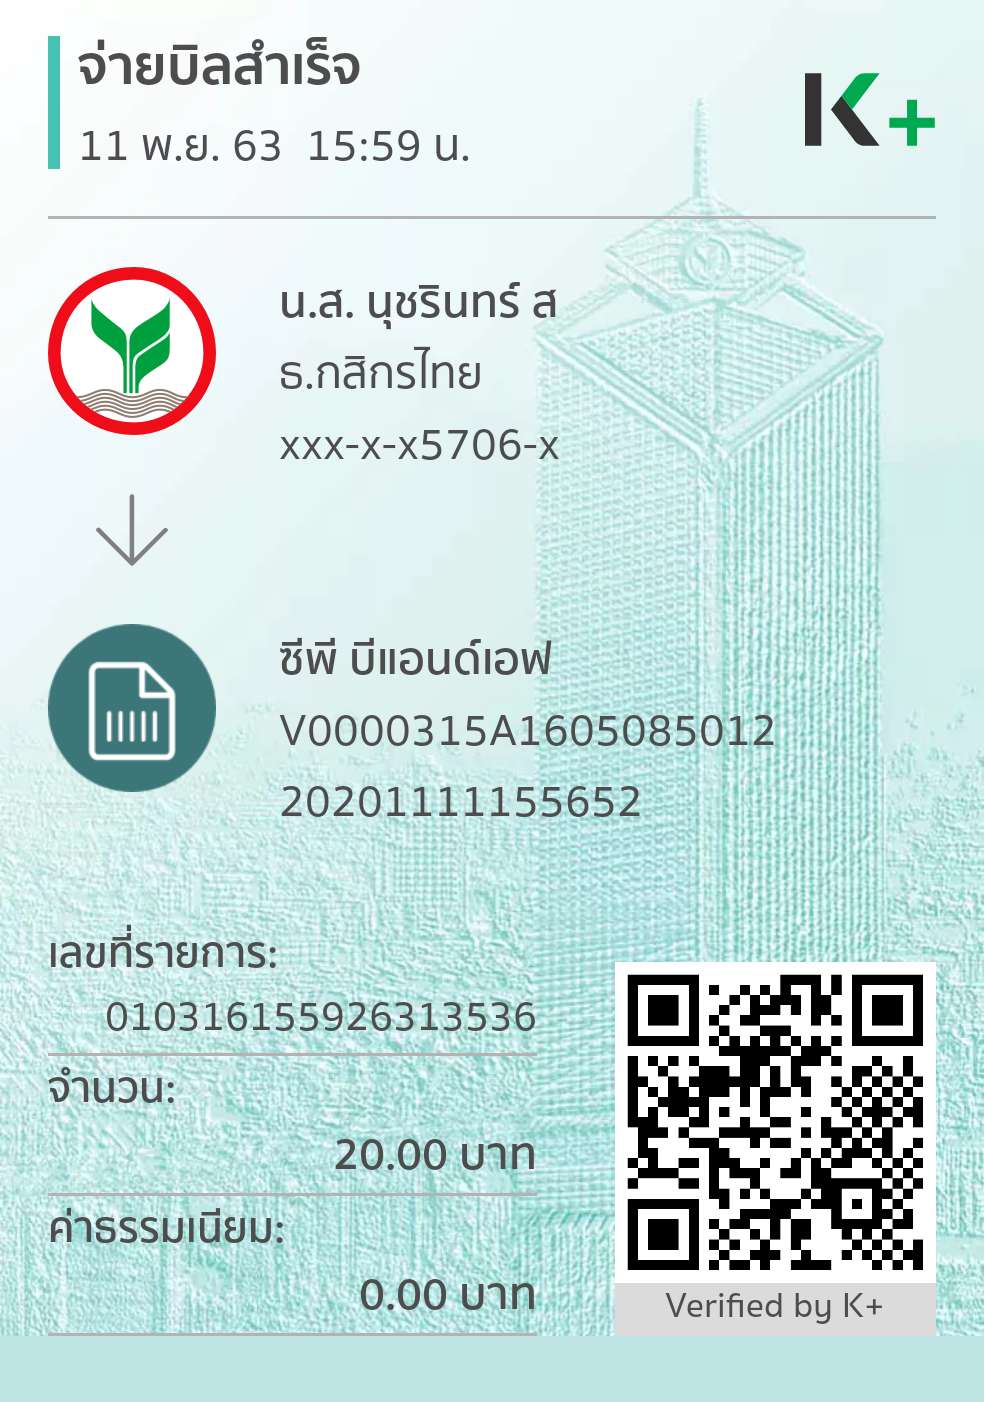 จ่ายบิลสำเร็จ
11 พ.ย. 63 15:59 น.
K+
น.ส. นุชรินทร์ ส
ธ.กสิกรไทย
xxx-x-x5706-x
ซีพี บีแอนด์เอฟ
V0000315A1605085012
20201111155652
เลขที่รายการ:
010316155926313536
จำนวน:
20.00 บาท
ค่าธรรมเนียม:
0.00 บาท
Verified by K+